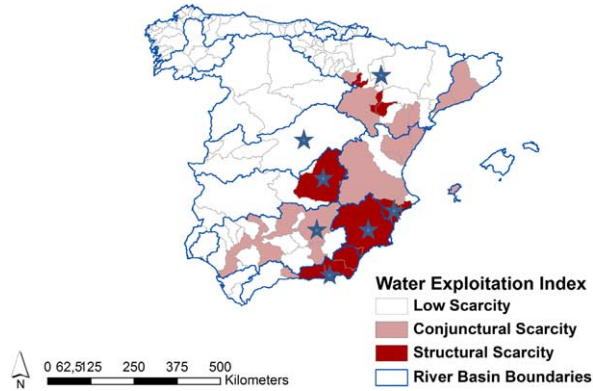 Water Exploitation Index
Low Scarcity
Conjunctural Scarcity
Structural Scarcity
River Basin Boundaries
N
0 62,5125 250 375 500
Kilometers